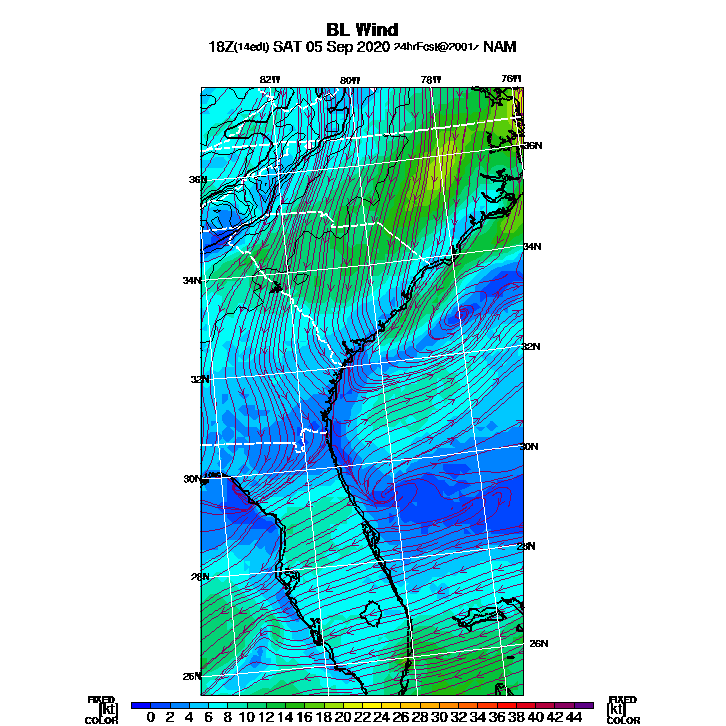 BL Wind
18Z(14edt) SAT 05 Sep 2020 24hrFcst@2001z NAM
82W 80W 78W 76W
36N
36N
34N
34N
32N
32N
30N
30N
28N
28N
26N
26N
FIXED FIXED
[kt] 0 2 4 6 8 10 12 14 16 18 20 22 24 26 28 30 32 34 36 38 40 42 44 [kt]
COLOR COLOR